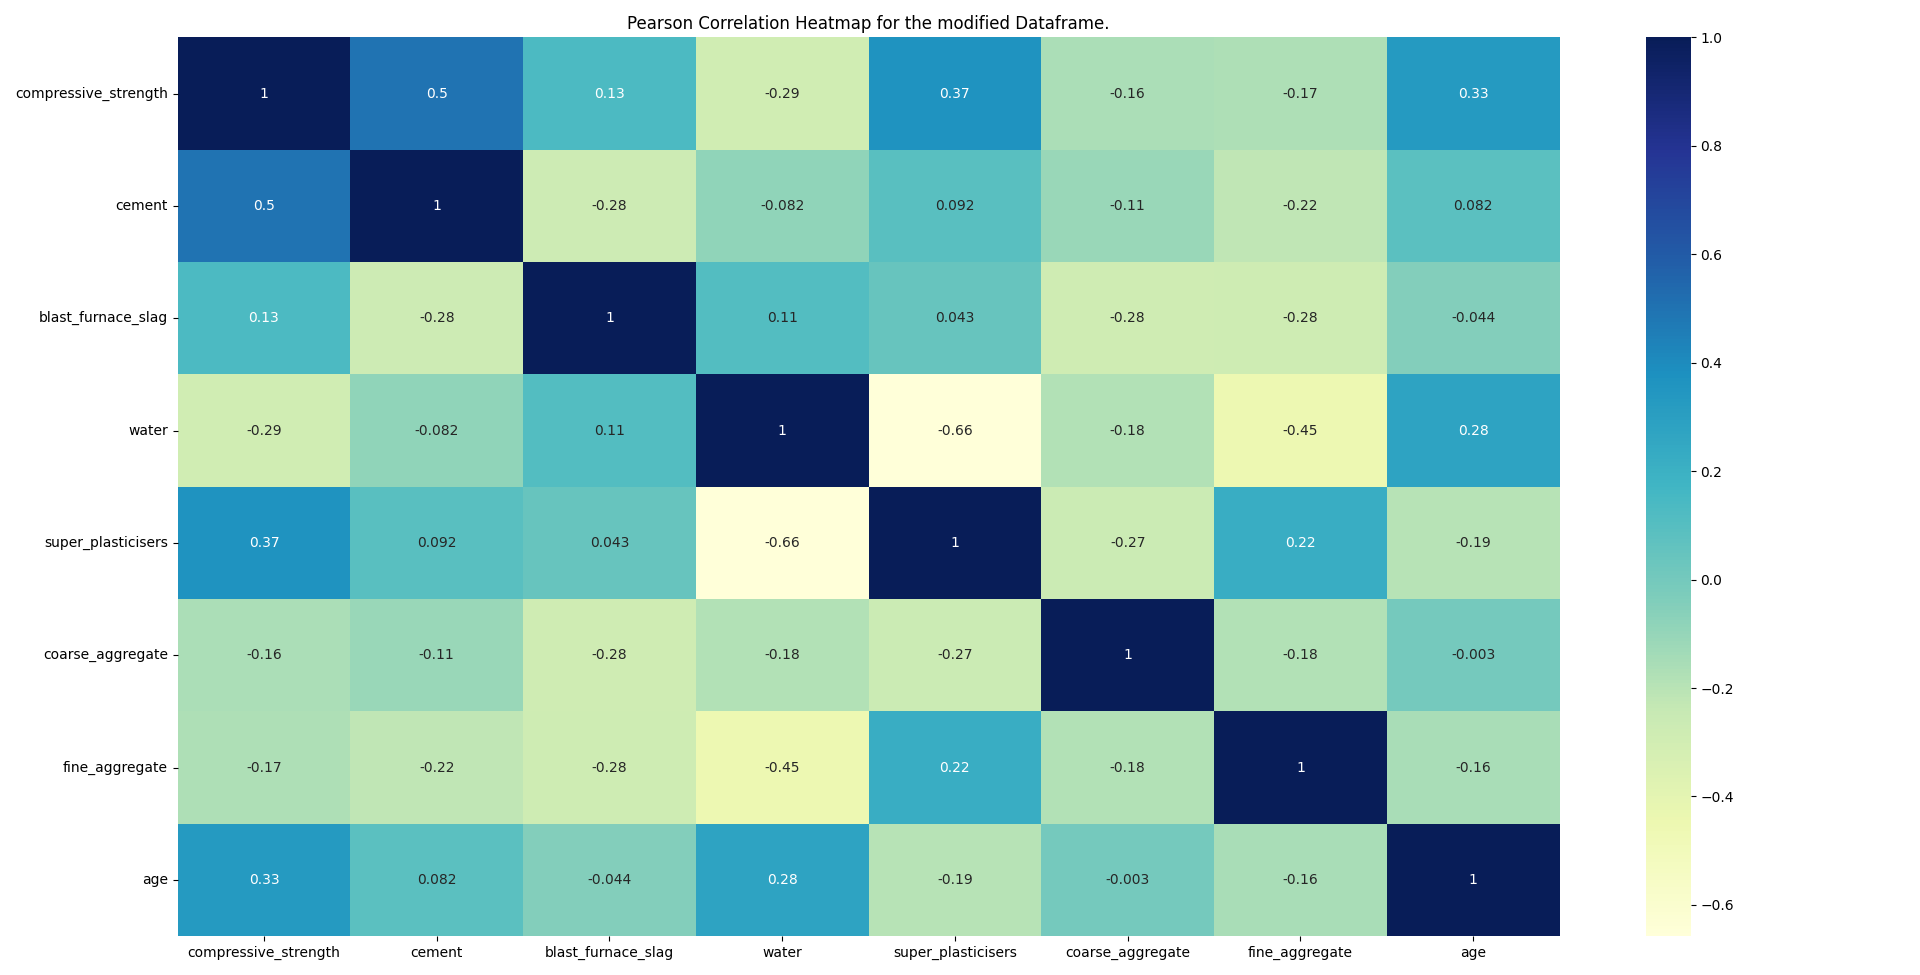 Pearson Correlation Heatmap for the modified Dataframe.
compressive_strength 1 0.5 0.13 -0.29 0.37 -0.16 -0.17 0.33
cement 0.5 1 -0.28 -0.082 0.092 -0.11 -0.22 0.082
blast_furnace_slag 0.13 -0.28 1 0.11 0.043 -0.28 -0.28 -0.044
water -0.29 -0.082 0.11 1 -0.66 -0.18 -0.45 0.28
super_plasticisers 0.37 0.092 0.043 -0.66 1 -0.27 0.22 -0.19
coarse_aggregate -0.16 -0.11 -0.28 -0.18 -0.27 1 -0.18 -0.003
fine_aggregate -0.17 -0.22 -0.28 -0.45 0.22 -0.18 1 -0.16
age 0.33 0.082 -0.044 0.28 -0.19 -0.003 -0.16 1
compressive_strength cement blast_furnace_slag water super_plasticisers coarse_aggregate fine_aggregate age
1.0
0.8
0.6
0.4
0.2
0.0
−0.2
−0.4
−0.6